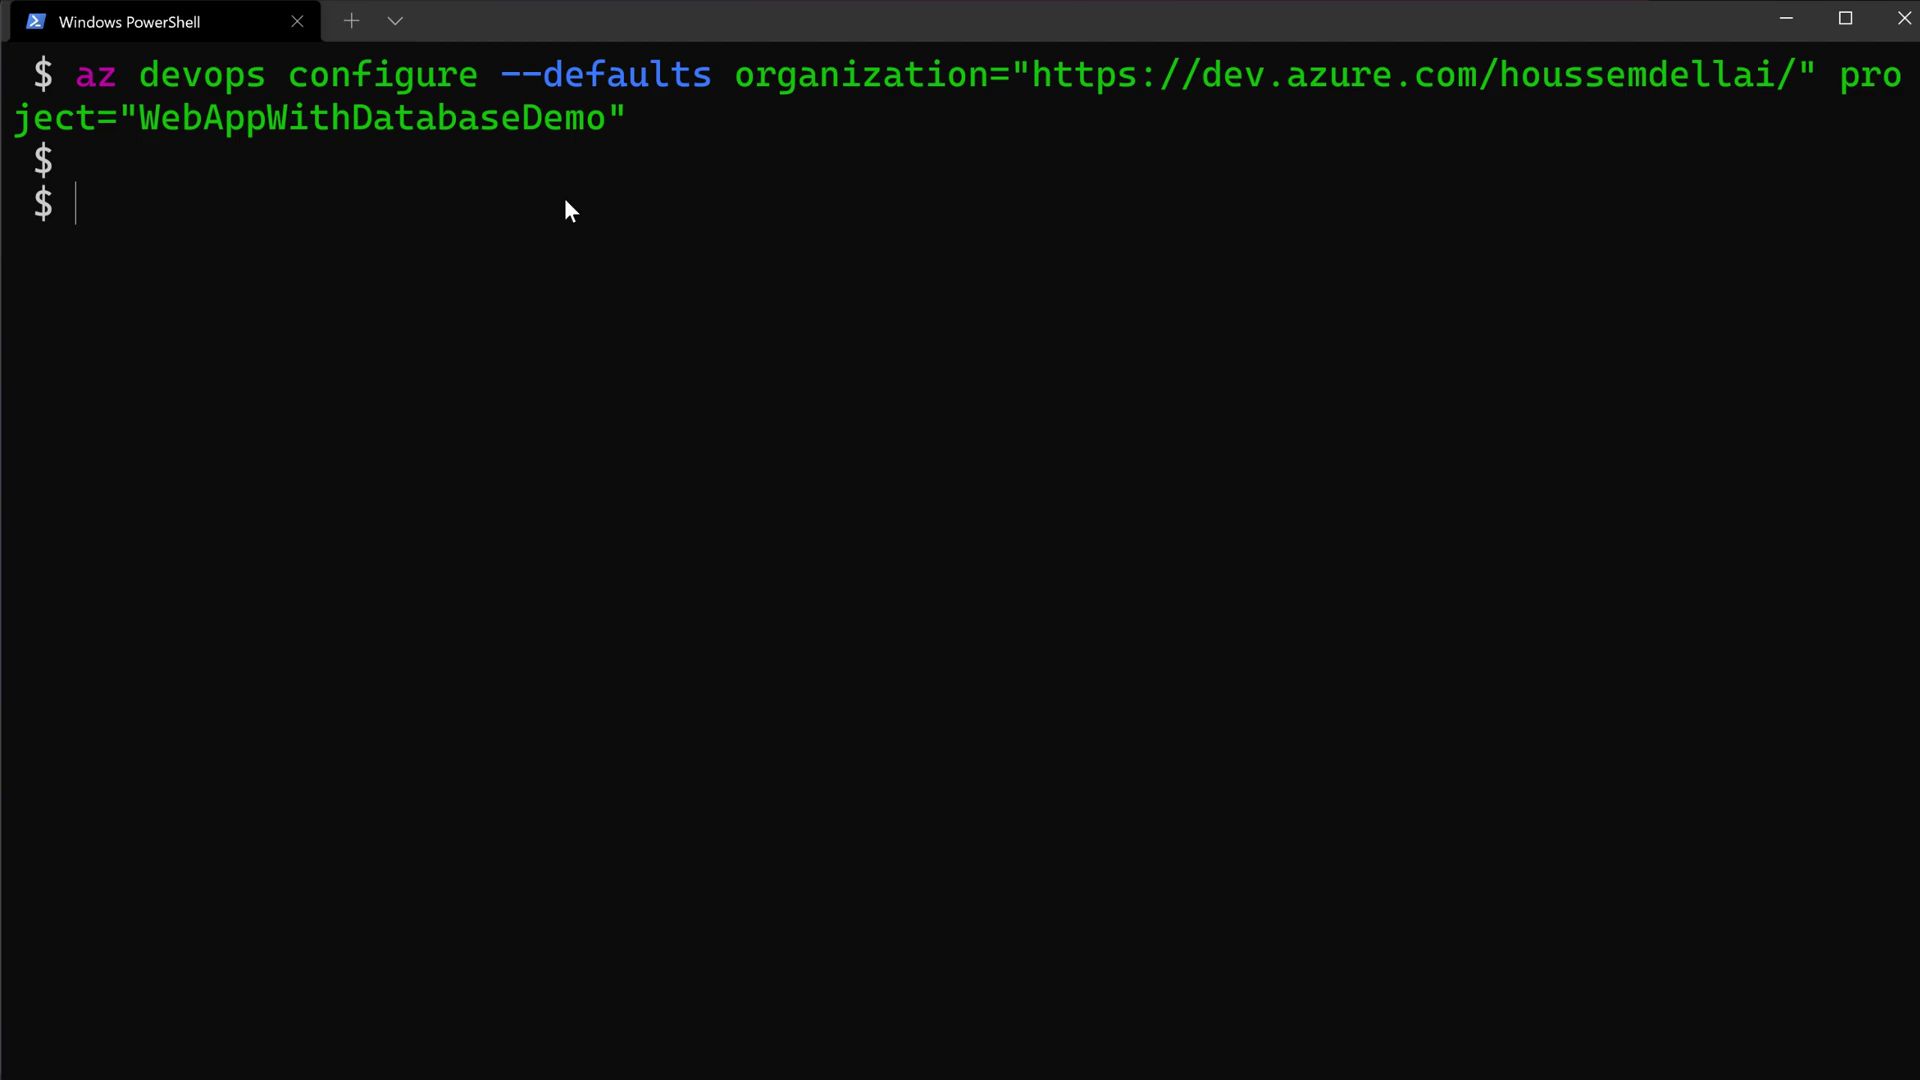 Windows PowerShell
$ az devops configure --defaults organization="https://dev.azure.com/houssemdellai/" pro
ject="WebAppWithDatabaseDemo"
$
$